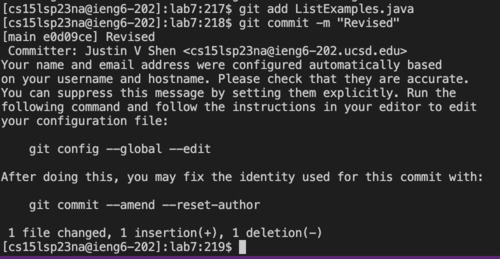 [cs15lsp23na@ieng6-202]:lab7:217$ git add ListExamples.java
[cs15lsp23na@ieng6-202]:lab7:218$ git commit -m "Revised"
[main e0d09ce] Revised
 Committer: Justin V Shen <cs15lsp23na@ieng6-202.ucsd.edu>
Your name and email address were configured automatically based
on your username and hostname. Please check that they are accurate.
You can suppress this message by setting them explicitly. Run the
following command and follow the instructions in your editor to edit
your configuration file:

    git config --global --edit

After doing this, you may fix the identity used for this commit with:

    git commit --amend --reset-author

 1 file changed, 1 insertion(+), 1 deletion(-)
[cs15lsp23na@ieng6-202]:lab7:219$